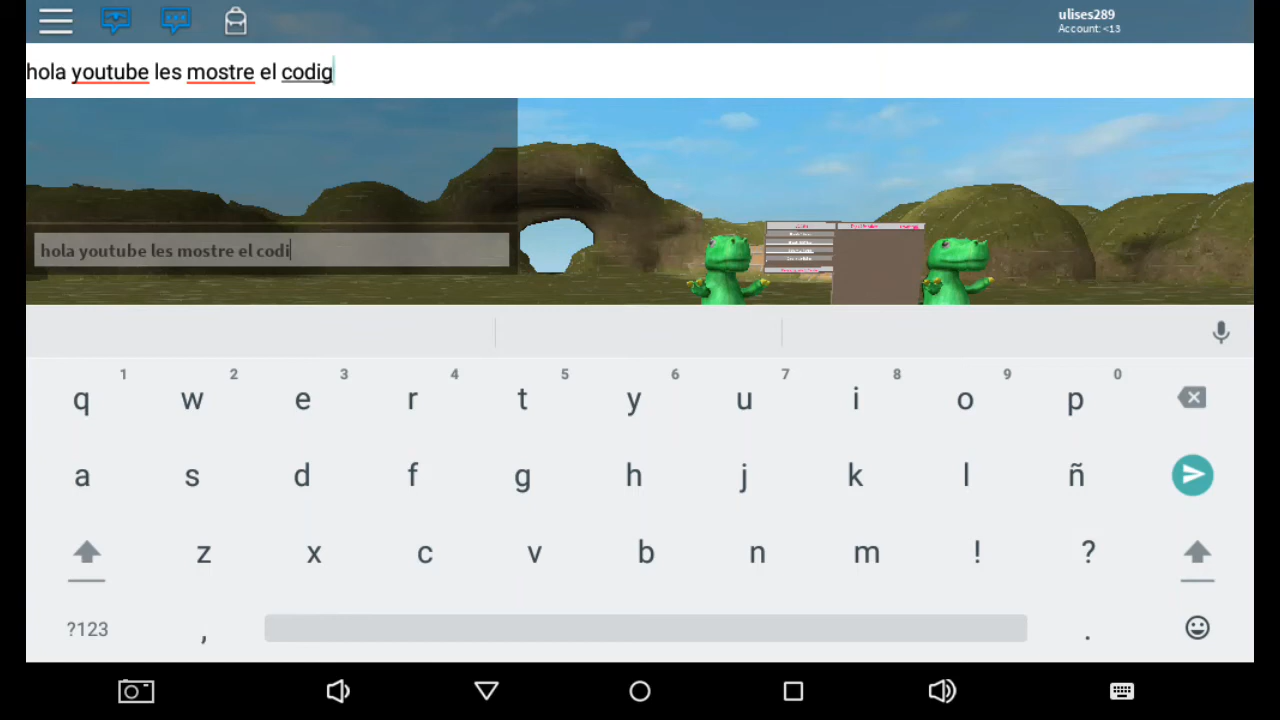 ulises289
Account: <13
hola youtube les mostre el codig
hola youtube les mostre el codi
1 2 3 4 5 6 7 8 9 0
q w e r t y u i o p
a s d f g h j k l ñ
z x c v b n m ! ?
?123 , .